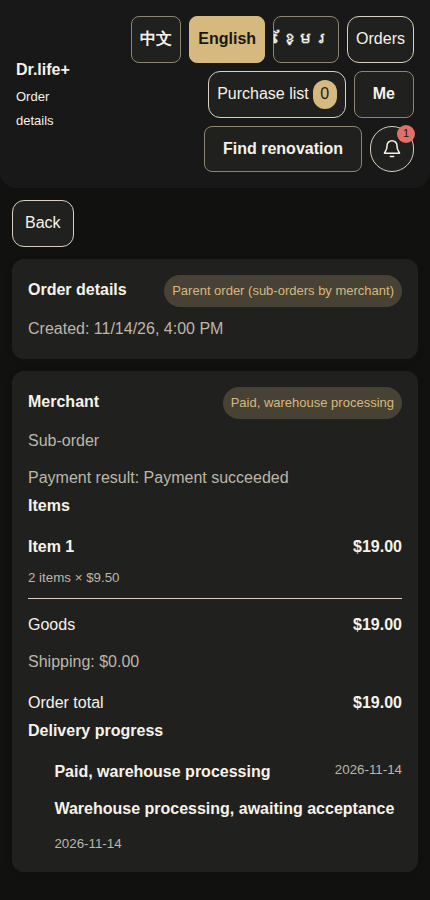 中文
English
ខ្មែរ
Orders
Dr.life+
Order
details
Purchase list 0
Me
Find renovation
1
Back
Order details
Parent order (sub-orders by merchant)
Created: 11/14/26, 4:00 PM
Merchant
Paid, warehouse processing
Sub-order
Payment result: Payment succeeded
Items
Item 1
$19.00
2 items × $9.50
Goods
$19.00
Shipping: $0.00
Order total
$19.00
Delivery progress
Paid, warehouse processing
2026-11-14
Warehouse processing, awaiting acceptance
2026-11-14